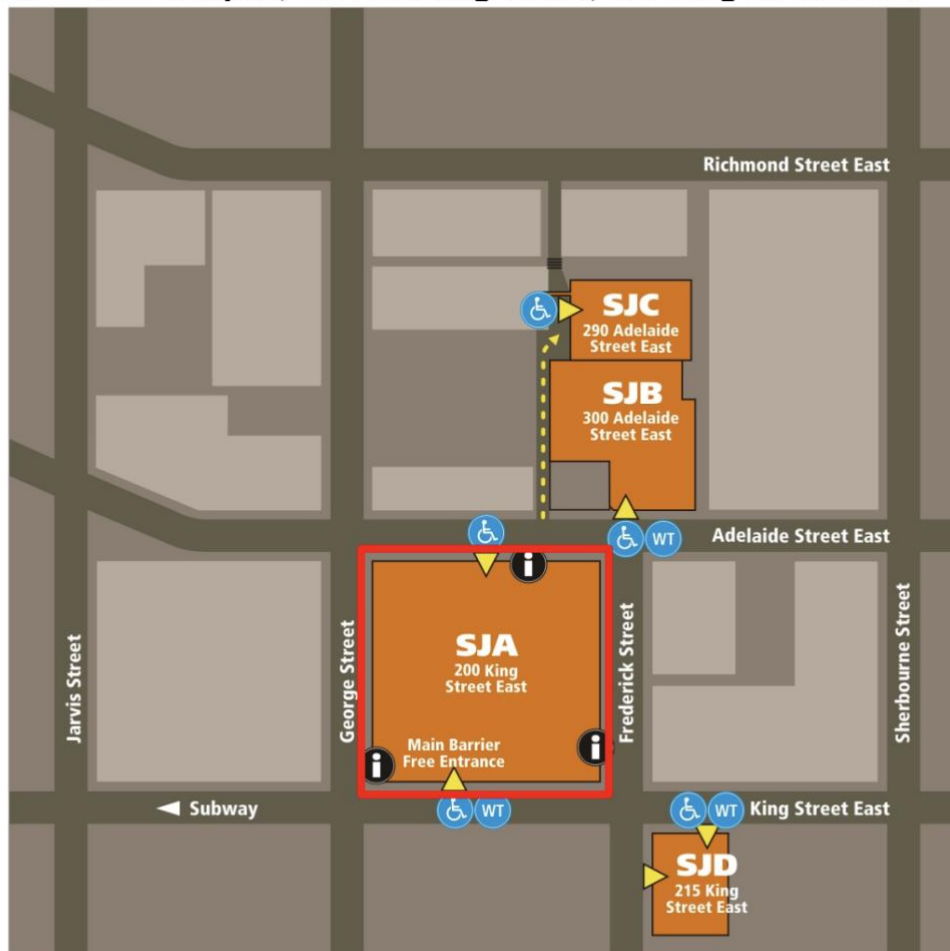 Richmond Street East
SJC
290 Adelaide
Street East
SJB
300 Adelaide
Street East
WT
Adelaide Street East
Jarvis Street
George Street
SJA
200 King
Street East
Main Barrier
Free Entrance
Frederick Street
Sherbourne Street
i
i
i
Subway
WT
WT
King Street East
SJD
215 King
Street East